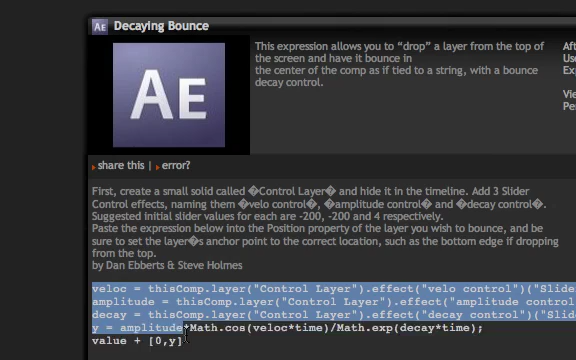 AE Decaying Bounce
AE
This expression allows you to “drop” a layer from the top of
the screen and have it bounce in
the center of the comp as if tied to a string, with a bounce
decay control.
share this | error?
First, create a small solid called �Control Layer� and hide it in the timeline. Add 3 Slider
Control effects, naming them �velo control�, �amplitude control� and �decay control�.
Suggested initial slider values for each are -200, -200 and 4 respectively.
Paste the expression below into the Position property of the layer you wish to bounce, and be
sure to set the layer�s anchor point to the correct location, such as the bottom edge if dropping
from the top.
by Dan Ebberts & Steve Holmes
veloc = thisComp.layer("Control Layer").effect("velo control")("Slide
amplitude = thisComp.layer("Control Layer").effect("amplitude control
decay = thisComp.layer("Control Layer").effect("decay control")("Slid
y = amplitude*Math.cos(veloc*time)/Math.exp(decay*time);
value + [0,y]